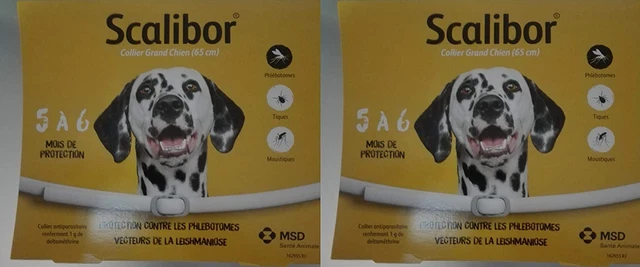 Scalibor®
Collier Grand Chien (65 cm)
Phlébotomes
5 À 6
Tiques
MOIS DE
PROTECTION
Moustiques
Collier antiparasitaire
renfermant 1 g de
deltaméthrine
PROTECTION CONTRE LES PHLEBOTOMES
VECTEURS DE LA LEISHMANIOSE
MSD
Santé Animale
Scalibor®
Collier Grand Chien (65 cm)
Phlébotomes
5 À 6
Tiques
MOIS DE
PROTECTION
Moustiques
Collier antiparasitaire
renfermant 1 g de
deltaméthrine
PROTECTION CONTRE LES PHLEBOTOMES
VECTEURS DE LA LEISHMANIOSE
MSD
Santé Animale